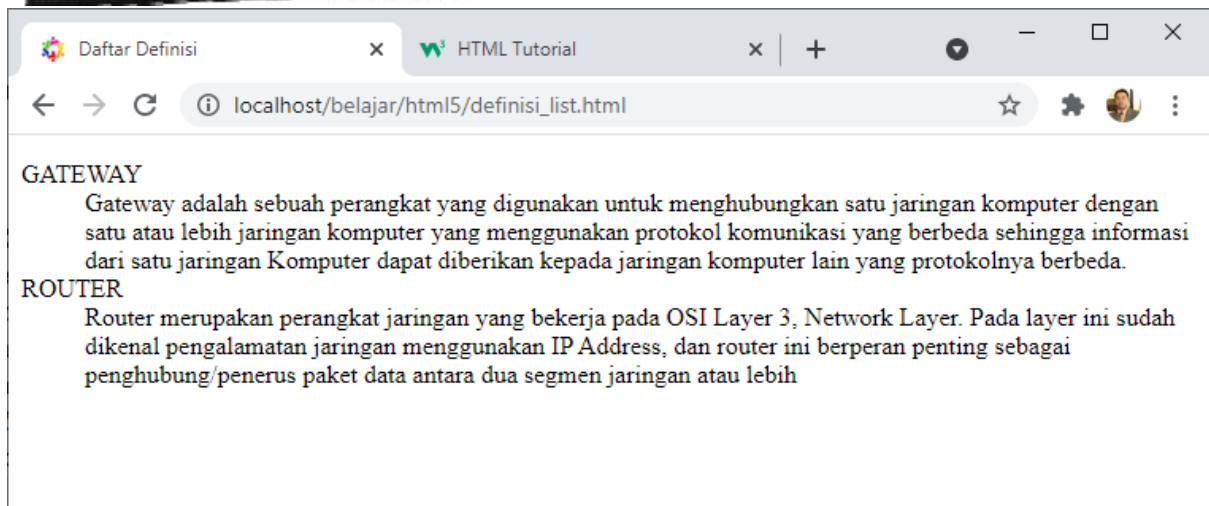 Daftar Definisi
HTML Tutorial
localhost/belajar/html5/definisi_list.html
GATEWAY
Gateway adalah sebuah perangkat yang digunakan untuk menghubungkan satu jaringan komputer dengan
satu atau lebih jaringan komputer yang menggunakan protokol komunikasi yang berbeda sehingga informasi
dari satu jaringan Komputer dapat diberikan kepada jaringan komputer lain yang protokolnya berbeda.
ROUTER
Router merupakan perangkat jaringan yang bekerja pada OSI Layer 3, Network Layer. Pada layer ini sudah
dikenal pengalamatan jaringan menggunakan IP Address, dan router ini berperan penting sebagai
penghubung/penerus paket data antara dua segmen jaringan atau lebih